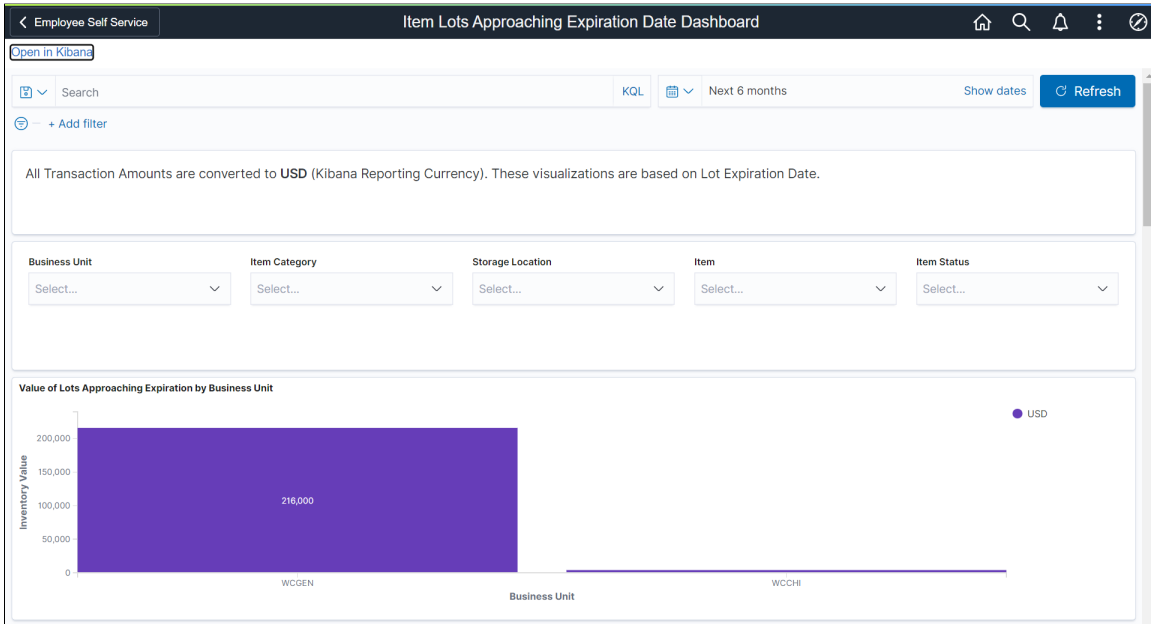 Employee Self Service
Item Lots Approaching Expiration Date Dashboard
Open in Kibana
Search
KQL
Next 6 months
Show dates
Refresh
+ Add filter
All Transaction Amounts are converted to USD (Kibana Reporting Currency). These visualizations are based on Lot Expiration Date.
Business Unit
Item Category
Storage Location
Item
Item Status
Select...
Select...
Select...
Select...
Select...
Value of Lots Approaching Expiration by Business Unit
USD
Inventory Value
200,000
150,000
100,000
50,000
0
216,000
WCGEN
WCCHI
Business Unit